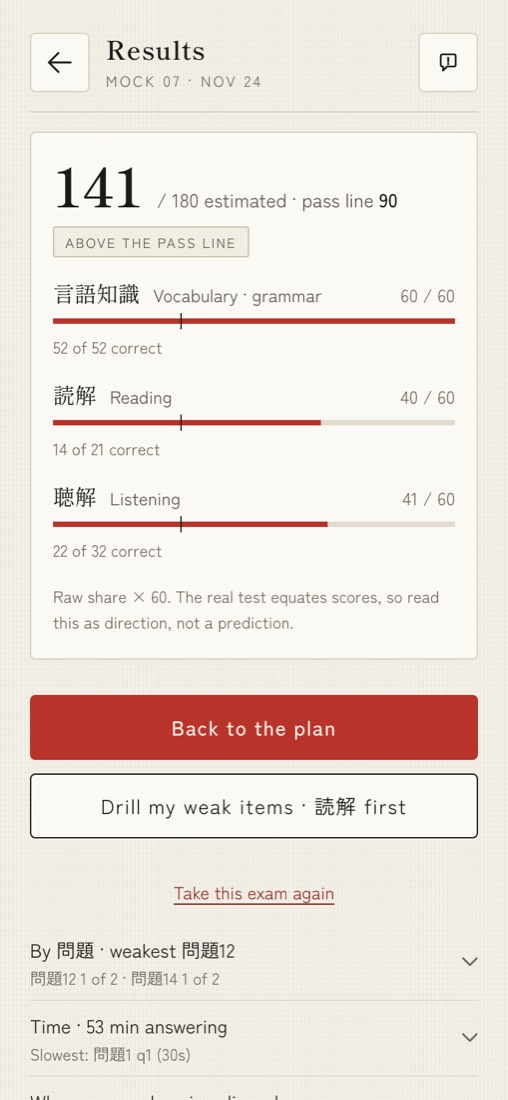 Results
MOCK 07 · NOV 24
141 / 180 estimated · pass line 90
ABOVE THE PASS LINE
言語知識 Vocabulary · grammar 60 / 60
52 of 52 correct
読解 Reading 40 / 60
14 of 21 correct
聴解 Listening 41 / 60
22 of 32 correct
Raw share × 60. The real test equates scores, so read
this as direction, not a prediction.
Back to the plan
Drill my weak items · 読解 first
Take this exam again
By 問題 · weakest 問題12
問題12 1 of 2 · 問題14 1 of 2
Time · 53 min answering
Slowest: 問題1 q1 (30s)